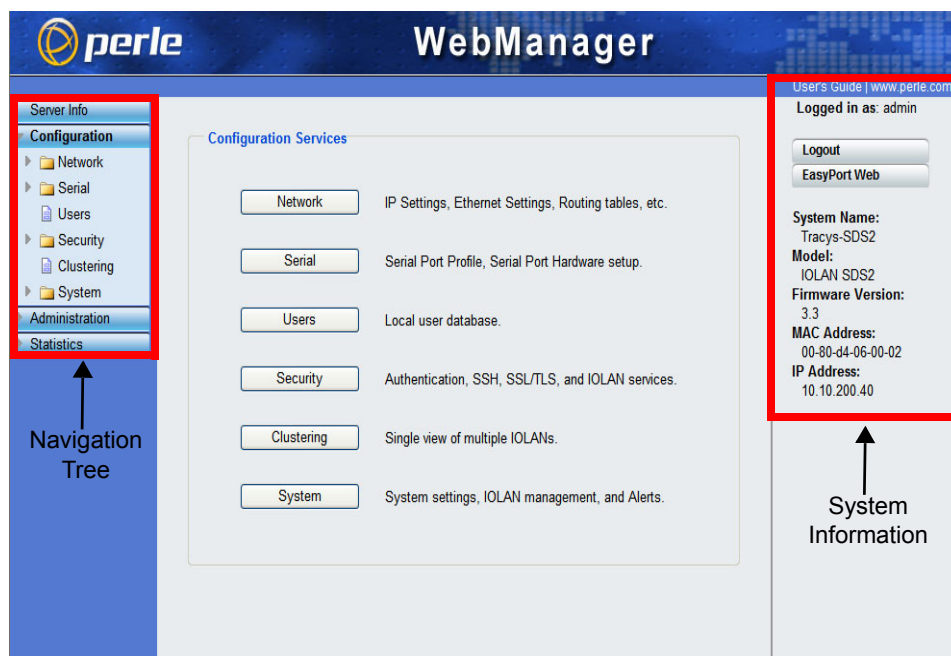 perle
WebManager
User's Guide | www.perle.com
Server Info
Configuration
Network
Serial
Users
Security
Clustering
System
Administration
Statistics
Navigation
Tree
Configuration Services
Network IP Settings, Ethernet Settings, Routing tables, etc.
Serial Serial Port Profile, Serial Port Hardware setup.
Users Local user database.
Security Authentication, SSH, SSL/TLS, and IOLAN services.
Clustering Single view of multiple IOLANs.
System System settings, IOLAN management, and Alerts.
Logged in as: admin
Logout
EasyPort Web
System Name:
Tracys-SDS2
Model:
IOLAN SDS2
Firmware Version:
3.3
MAC Address:
00-80-d4-06-00-02
IP Address:
10.10.200.40
System
Information